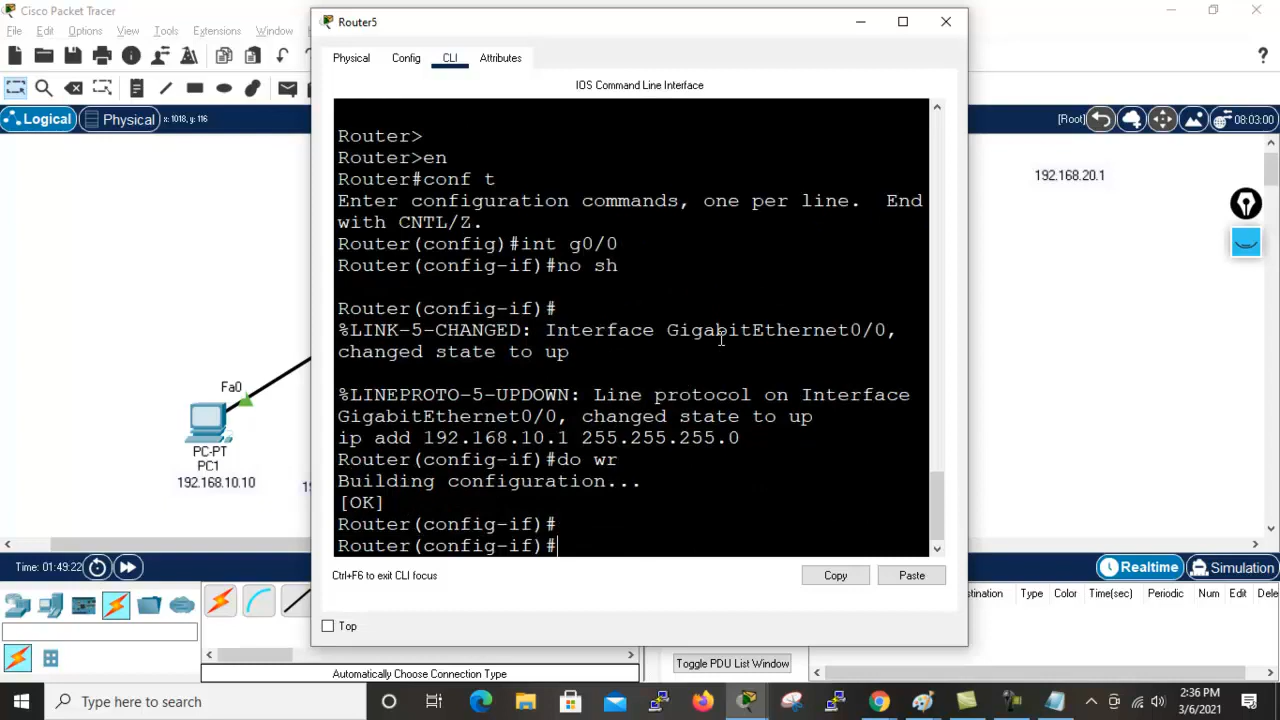 Cisco Packet Tracer
File Edit Options View Tools Extensions Window
?
Logical
Physical
x: 1018, y: 116
[Root]
08:03:00
192.168.20.1
Fa0
PC-PT
PC1
192.168.10.10
Router5
Physical Config CLI Attributes
IOS Command Line Interface
Router>
Router>en
Router#conf t
Enter configuration commands, one per line.  End
with CNTL/Z.
Router(config)#int g0/0
Router(config-if)#no sh
Router(config-if)#
%LINK-5-CHANGED: Interface GigabitEthernet0/0,
changed state to up
%LINEPROTO-5-UPDOWN: Line protocol on Interface
GigabitEthernet0/0, changed state to up
ip add 192.168.10.1 255.255.255.0
Router(config-if)#do wr
Building configuration...
[OK]
Router(config-if)#
Router(config-if)#
Ctrl+F6 to exit CLI focus
Copy
Paste
Top
Time: 01:49:22
Realtime
Simulation
stination Type Color Time(sec) Periodic Num Edit Dele
Automatically Choose Connection Type
Toggle PDU List Window
Type here to search
2:36 PM
3/6/2021